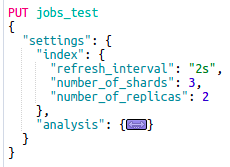 PUT jobs_test
{
  "settings": {
    "index": {
      "refresh_interval": "2s",
      "number_of_shards": 3,
      "number_of_replicas": 2
    },
    "analysis": {↔}
  }
}